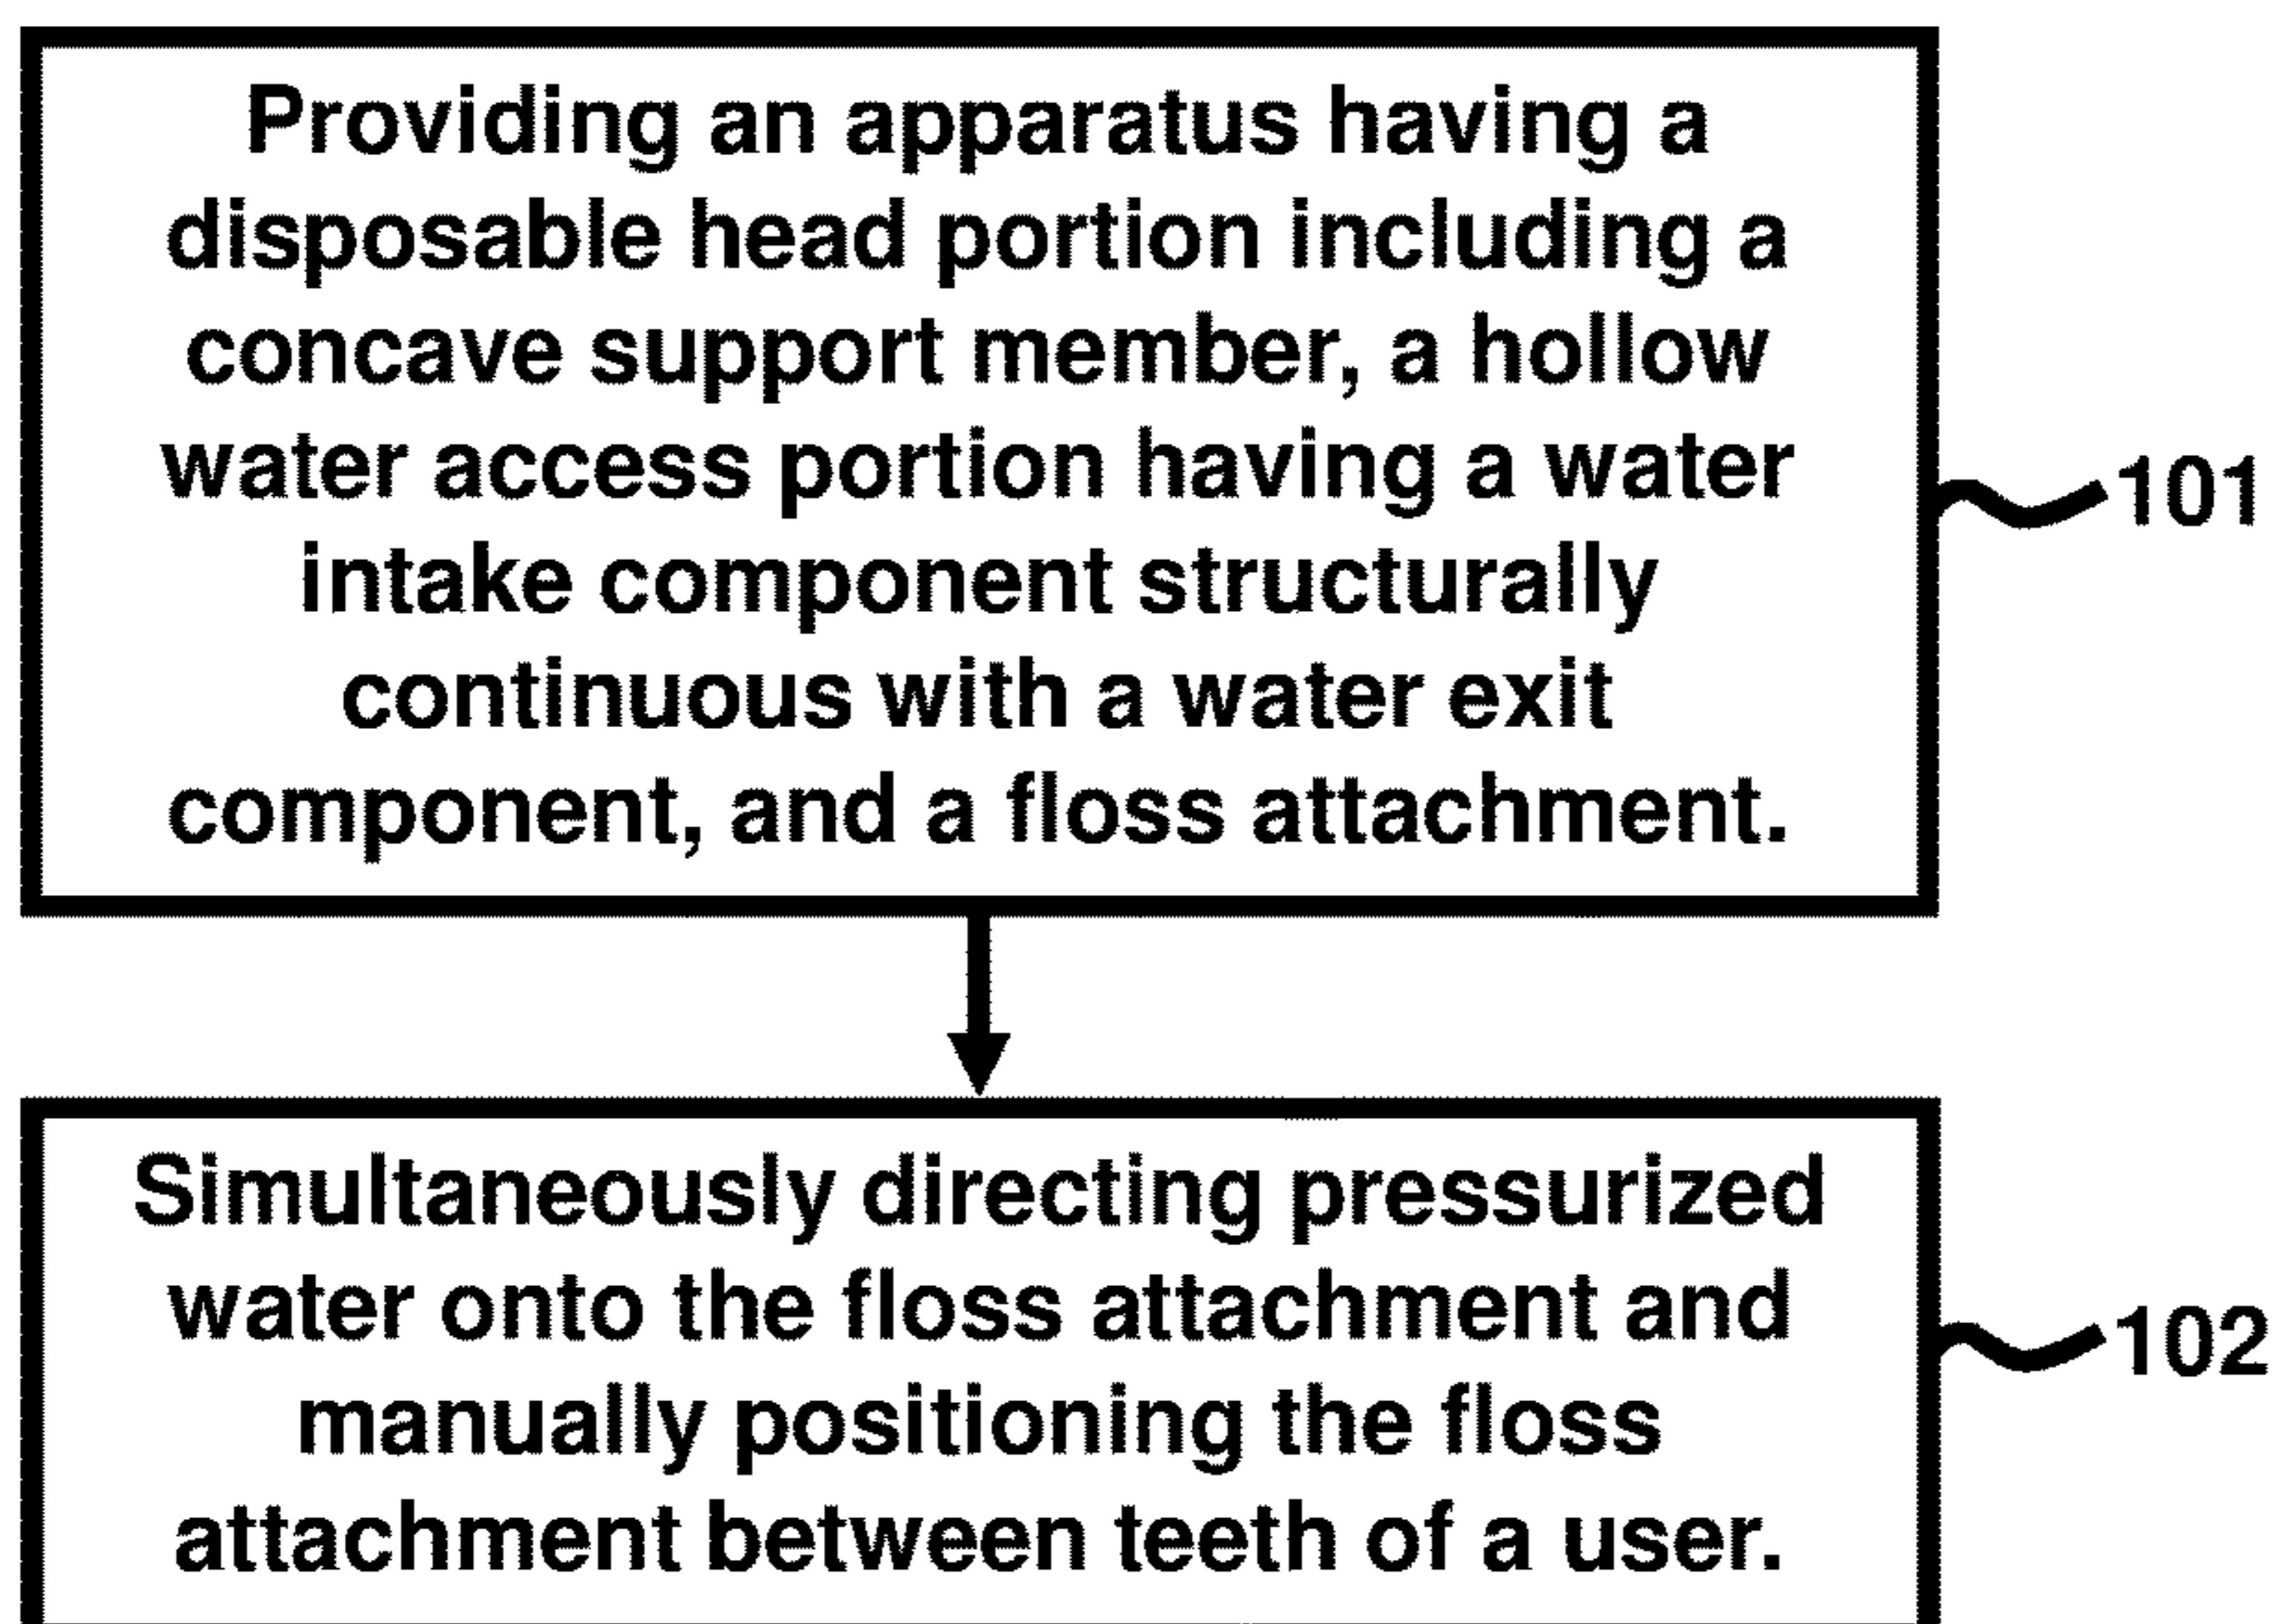 Providing an apparatus having a
disposable head portion including a
concave support member, a hollow
water access portion having a water
intake component structurally
continuous with a water exit
component, and a floss attachment.
101
Simultaneously directing pressurized
water onto the floss attachment and
manually positioning the floss
attachment between teeth of a user.
102